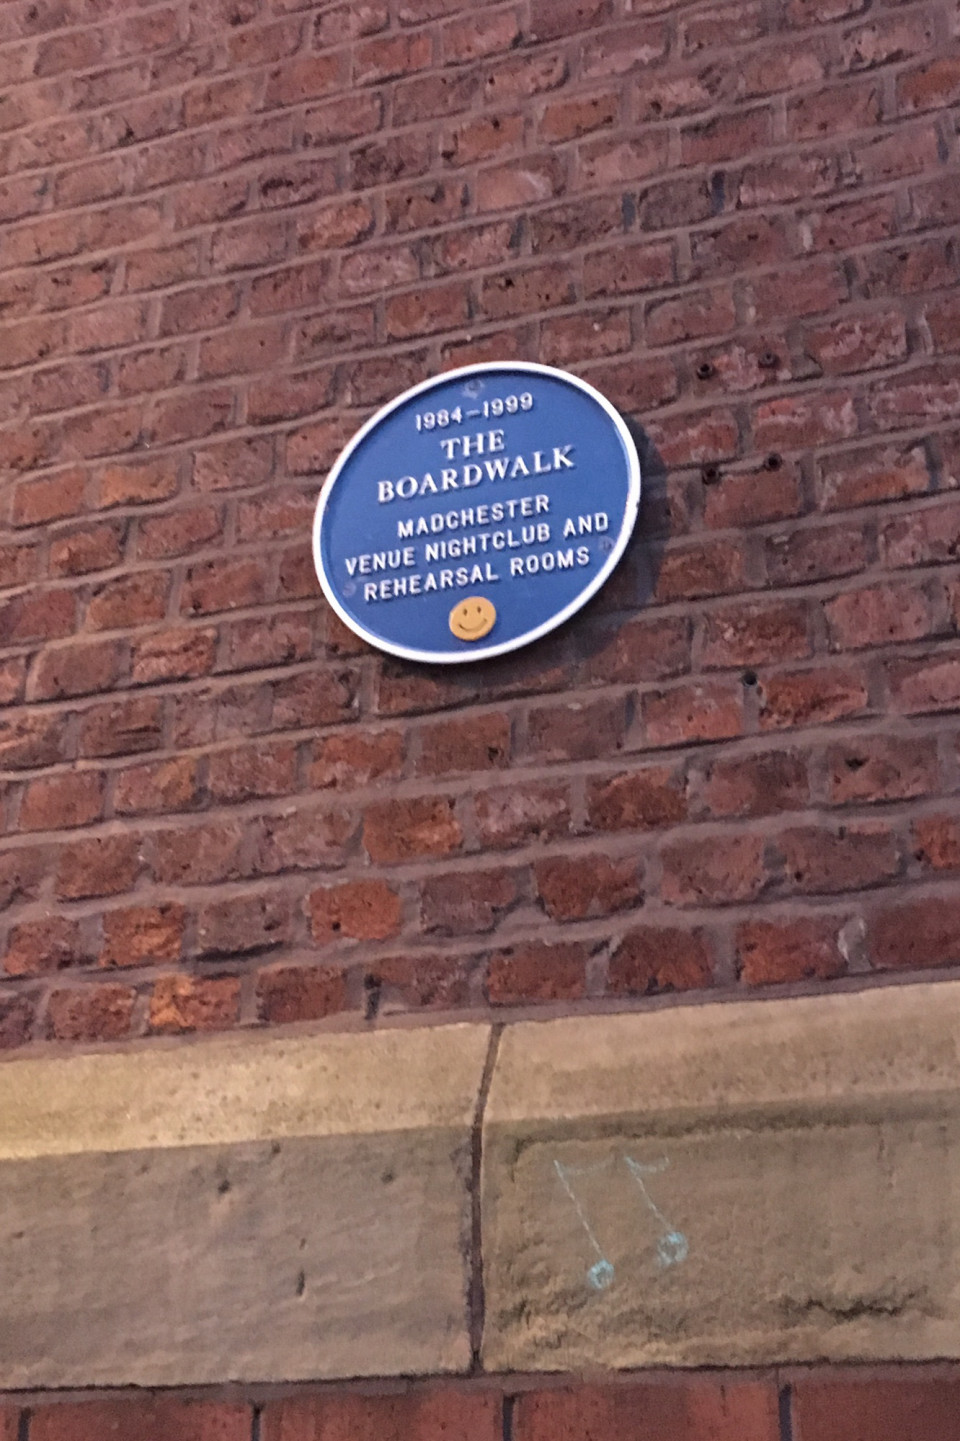 1984-1999
THE
BOARDWALK
MADCHESTER
VENUE NIGHTCLUB AND
REHEARSAL ROOMS